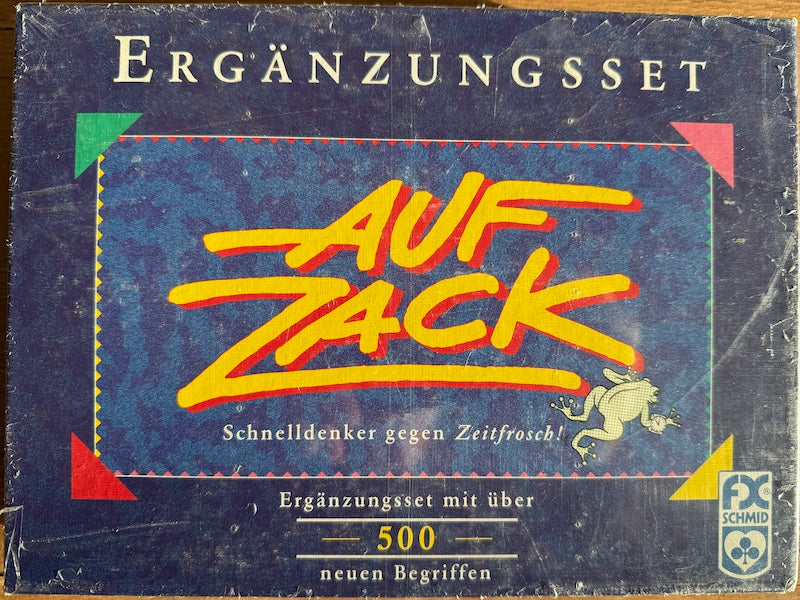 ERGÄNZUNGSSET
AUF
ZACK
Schnelldenker gegen Zeitfrosch!
Ergänzungsset mit über
500
neuen Begriffen
FX®
SCHMID